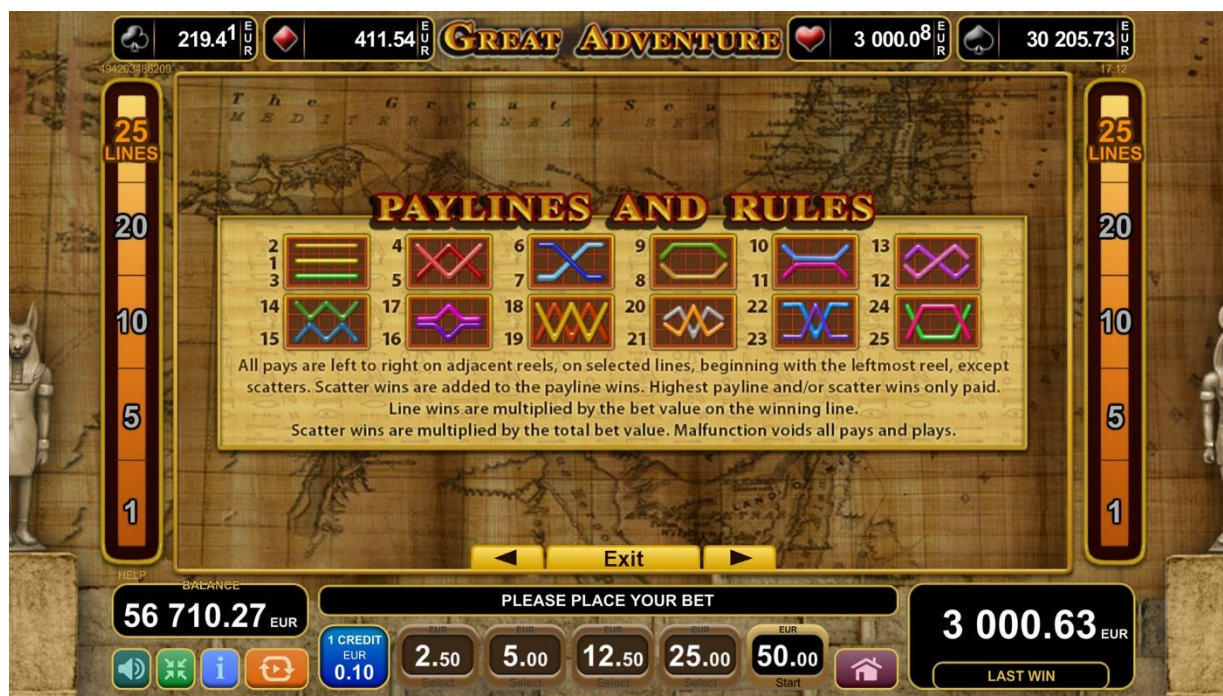 219.41 EUR
411.54 EUR
GREAT ADVENTURE
3 000.08 EUR
30 205.73 EUR
494203486209
17:12
25 LINES
20
10
5
1
25 LINES
20
10
5
1
The Great Sea
MEDITERRANEAN SEA
PAYLINES AND RULES
2 4 6 9 10 13
1
3 5 7 8 11 12
14 17 18 20 22 24
15 16 19 21 23 25
All pays are left to right on adjacent reels, on selected lines, beginning with the leftmost reel, except
scatters. Scatter wins are added to the payline wins. Highest payline and/or scatter wins only paid.
Line wins are multiplied by the bet value on the winning line.
Scatter wins are multiplied by the total bet value. Malfunction voids all pays and plays.
Exit
HELP
BALANCE
56 710.27 EUR
PLEASE PLACE YOUR BET
3 000.63 EUR
LAST WIN
1 CREDIT
EUR
0.10
EUR
2.50
Select
EUR
5.00
Select
EUR
12.50
Select
EUR
25.00
Select
EUR
50.00
Start
i